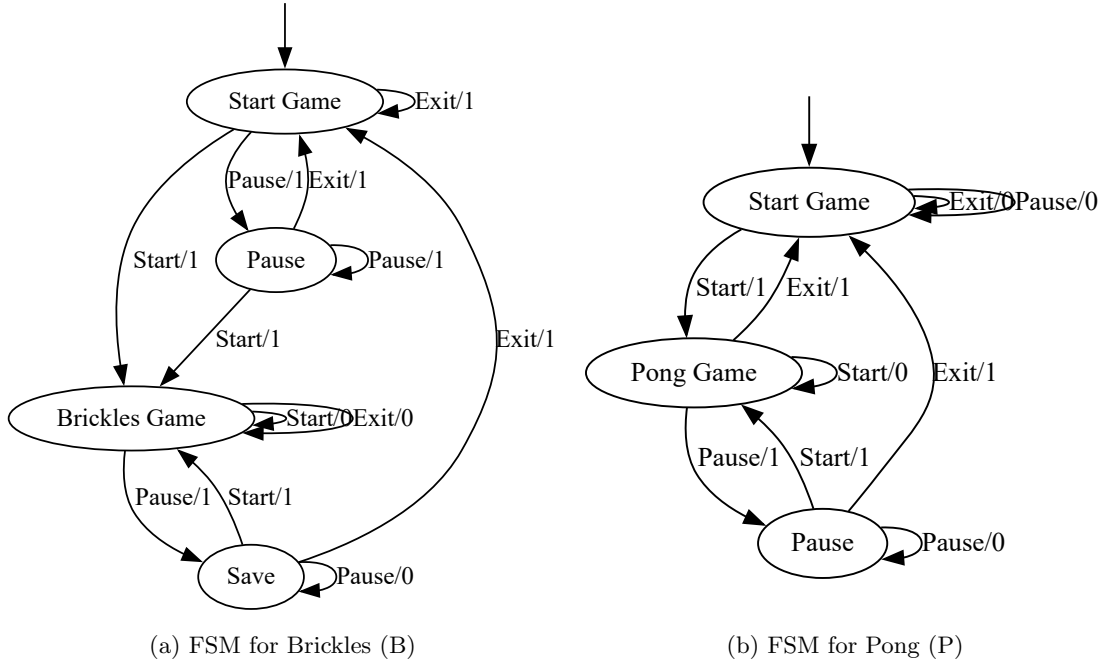 Start Game
Exit/1
Pause/1
Exit/1
Start/1
Pause
Pause/1
Start/1
Exit/1
Brickles Game
Start/0
Exit/0
Pause/1
Start/1
Save
Pause/0
(a) FSM for Brickles (B)
Start Game
Exit/0
Pause/0
Start/1
Exit/1
Pong Game
Start/0
Exit/1
Pause/1
Start/1
Pause
Pause/0
(b) FSM for Pong (P)